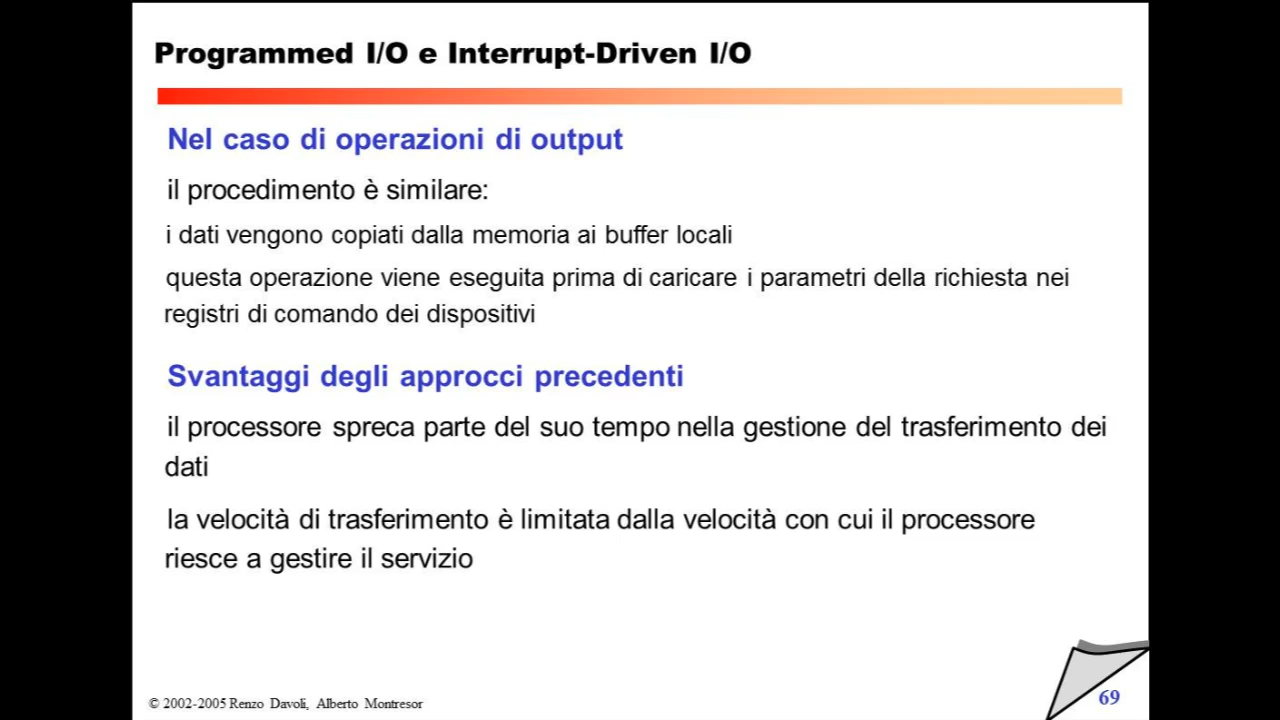 Programmed I/O e Interrupt-Driven I/O
Nel caso di operazioni di output
il procedimento è similare:
i dati vengono copiati dalla memoria ai buffer locali
questa operazione viene eseguita prima di caricare i parametri della richiesta nei
registri di comando dei dispositivi
Svantaggi degli approcci precedenti
il processore spreca parte del suo tempo nella gestione del trasferimento dei
dati
la velocità di trasferimento è limitata dalla velocità con cui il processore
riesce a gestire il servizio
© 2002-2005 Renzo Davoli, Alberto Montresor
69